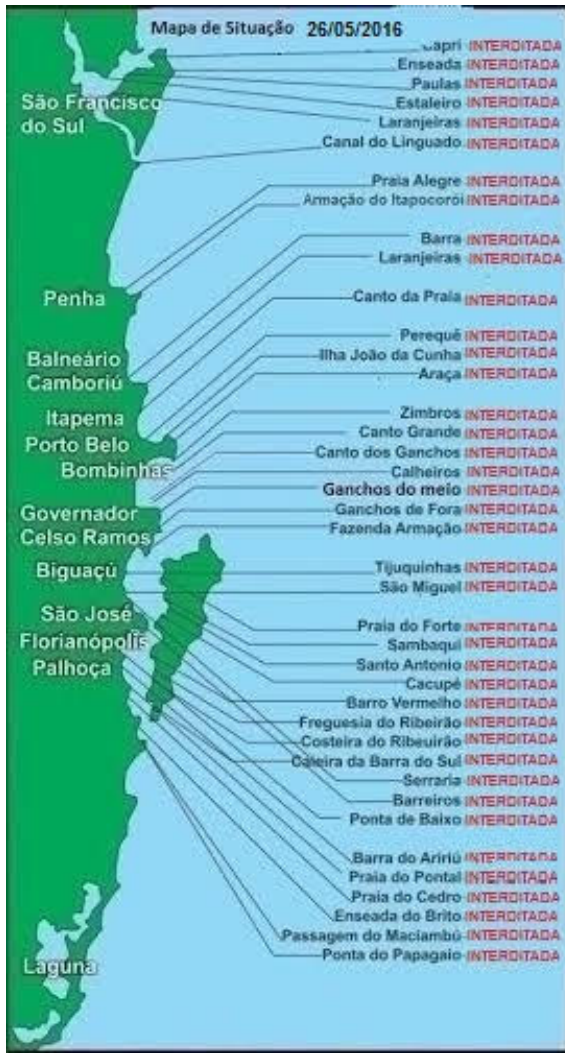 Mapa de Situação 26/05/2016
Capri INTERDITADA
Enseada INTERDITADA
Paulas INTERDITADA
Estaleiro INTERDITADA
Laranjeiras INTERDITADA
Canal do Linguado INTERDITADA
São Francisco
do Sul
Praia Alegre INTERDITADA
Armação do Itapocorói INTERDITADA
Barra INTERDITADA
Laranjeiras INTERDITADA
Penha
Canto da Praia INTERDITADA
Perequê INTERDITADA
Ilha João da Cunha INTERDITADA
Araça INTERDITADA
Balneário
Camboriú
Itapema
Porto Belo
Bombinhas
Zimbros INTERDITADA
Canto Grande INTERDITADA
Canto dos Ganchos INTERDITADA
Calheiros INTERDITADA
Ganchos do meio INTERDITADA
Ganchos de Fora INTERDITADA
Fazenda Armação INTERDITADA
Governador
Celso Ramos
Biguaçú
Tijuquinhas INTERDITADA
São Miguel INTERDITADA
São José
Florianópolis
Palhoça
Praia do Forte INTERDITADA
Sambaqui INTERDITADA
Santo Antonio INTERDITADA
Cacupé INTERDITADA
Barro Vermelho INTERDITADA
Freguesia do Ribeirão INTERDITADA
Costeira do Ribeuirão INTERDITADA
Caleira da Barra do Sul INTERDITADA
Serraria INTERDITADA
Barreiros INTERDITADA
Ponta de Baixo INTERDITADA
Barra do Aririú INTERDITADA
Praia do Pontal INTERDITADA
Praia do Cedro INTERDITADA
Enseada do Brito INTERDITADA
Passagem do Maciambú INTERDITADA
Ponta do Papagaio INTERDITADA
Laguna